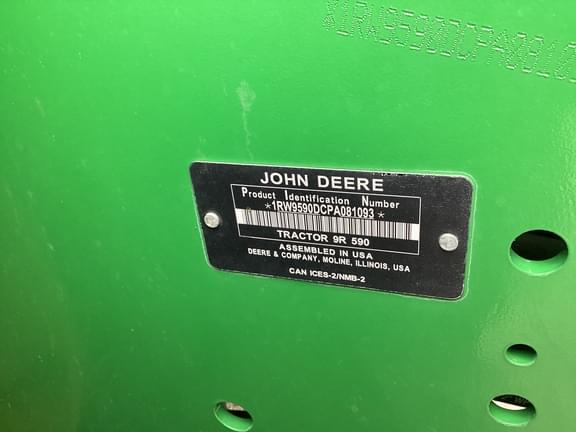 X1RW9590DCPA0810
JOHN DEERE
Product Identification Number
*1RW9590DCPA081093*
TRACTOR 9R 590
ASSEMBLED IN USA
DEERE & COMPANY, MOLINE, ILLINOIS, USA
CAN ICES-2/NMB-2